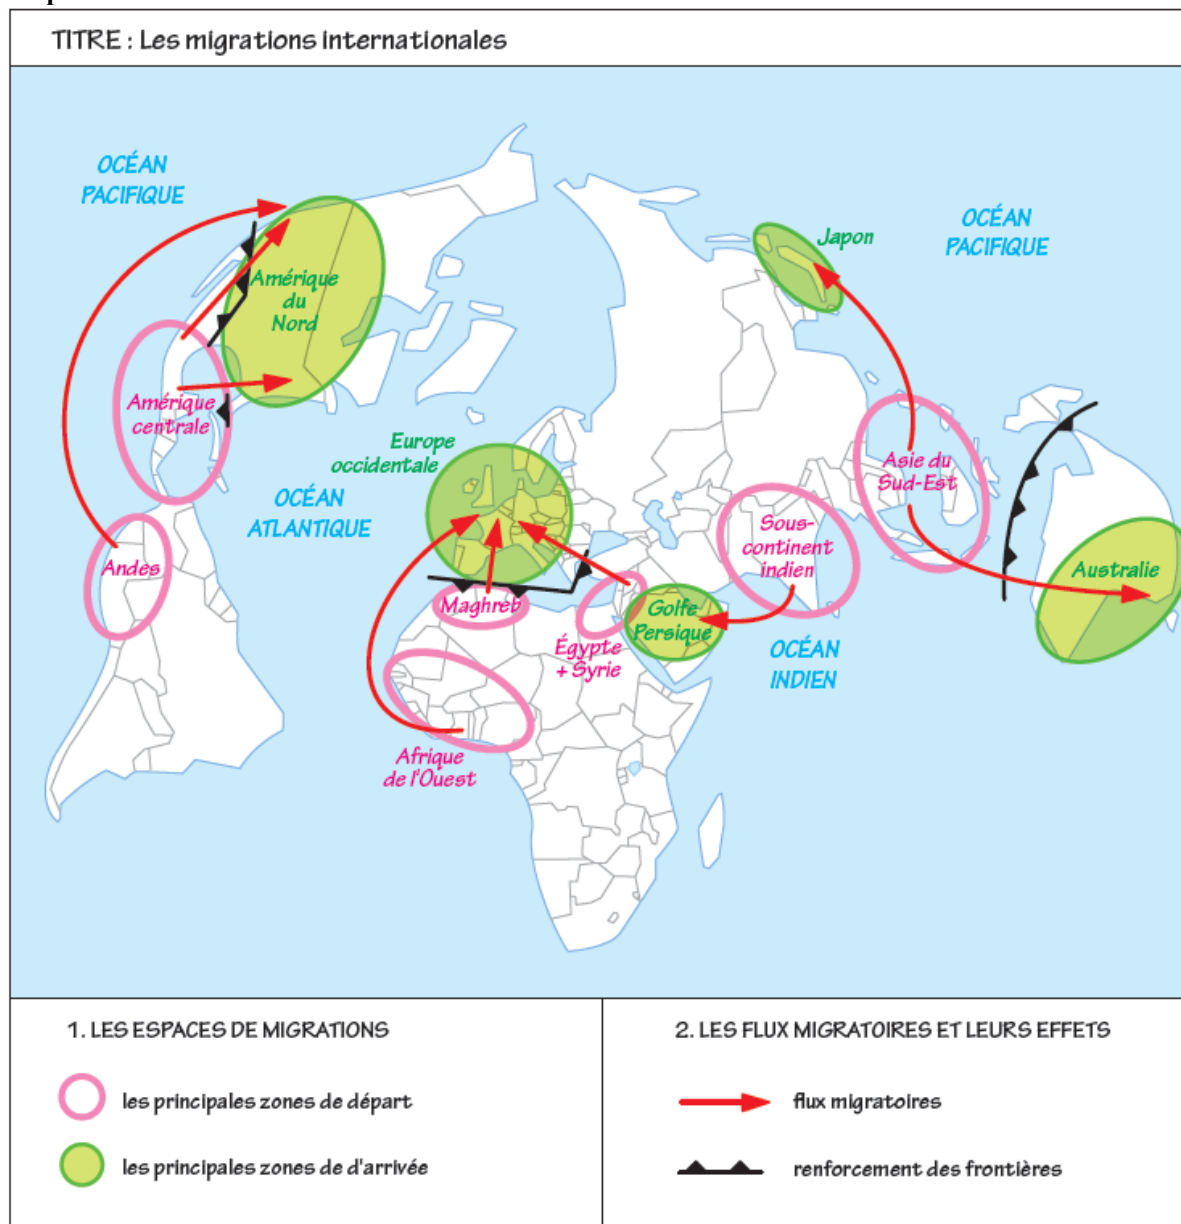 TITRE : Les migrations internationales
OCÉAN
PACIFIQUE
OCÉAN
PACIFIQUE
Japon
Amérique
du
Nord
Amérique
centrale
Europe
occidentale
Asie du
Sud-Est
OCÉAN
ATLANTIQUE
Sous-
continent
indien
Andes
Australie
Maghreb
Golfe
Persique
Égypte
+ Syrie
OCÉAN
INDIEN
Afrique
de l'Ouest
1. LES ESPACES DE MIGRATIONS
les principales zones de départ
les principales zones de d'arrivée
2. LES FLUX MIGRATOIRES ET LEURS EFFETS
flux migratoires
renforcement des frontières